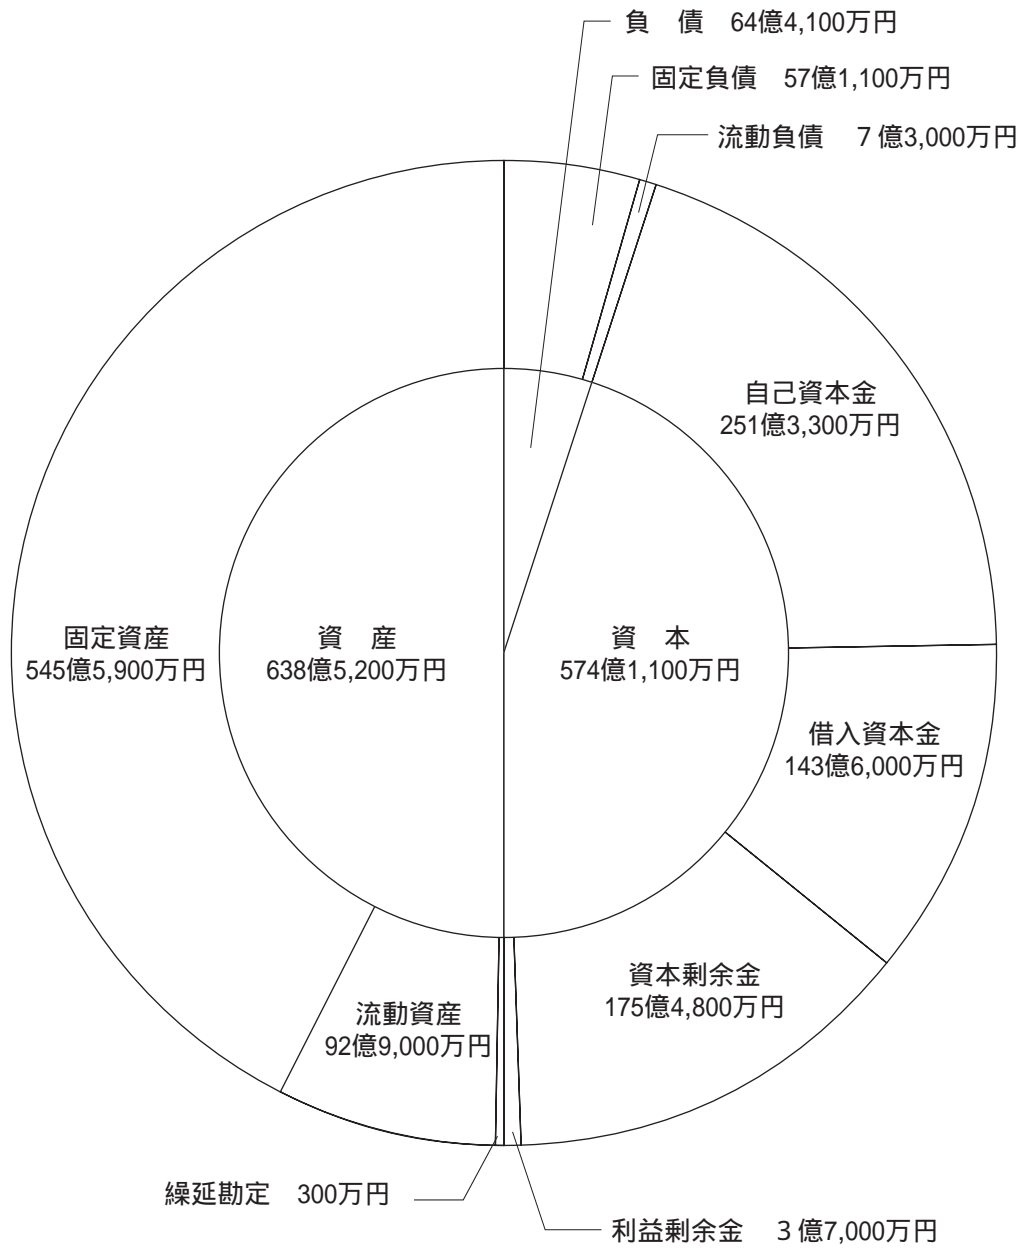 負　債　64億4,100万円
固定負債　57億1,100万円
流動負債　７億3,000万円
自己資本金
251億3,300万円
固定資産
545億5,900万円
資　産
638億5,200万円
資　本
574億1,100万円
借入資本金
143億6,000万円
資本剰余金
175億4,800万円
流動資産
92億9,000万円
繰延勘定　300万円
利益剰余金　３億7,000万円